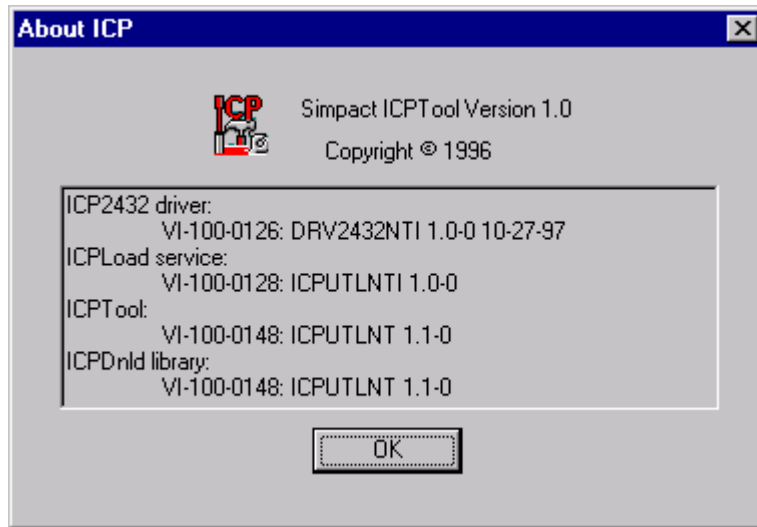 About ICP
ICP
Simpact ICPTool Version 1.0
Copyright © 1996
ICP2432 driver:
VI-100-0126: DRV2432NTI 1.0-0 10-27-97
ICPLoad service:
VI-100-0128: ICPUTLNTI 1.0-0
ICPTool:
VI-100-0148: ICPUTLNT 1.1-0
ICPDnld library:
VI-100-0148: ICPUTLNT 1.1-0
OK